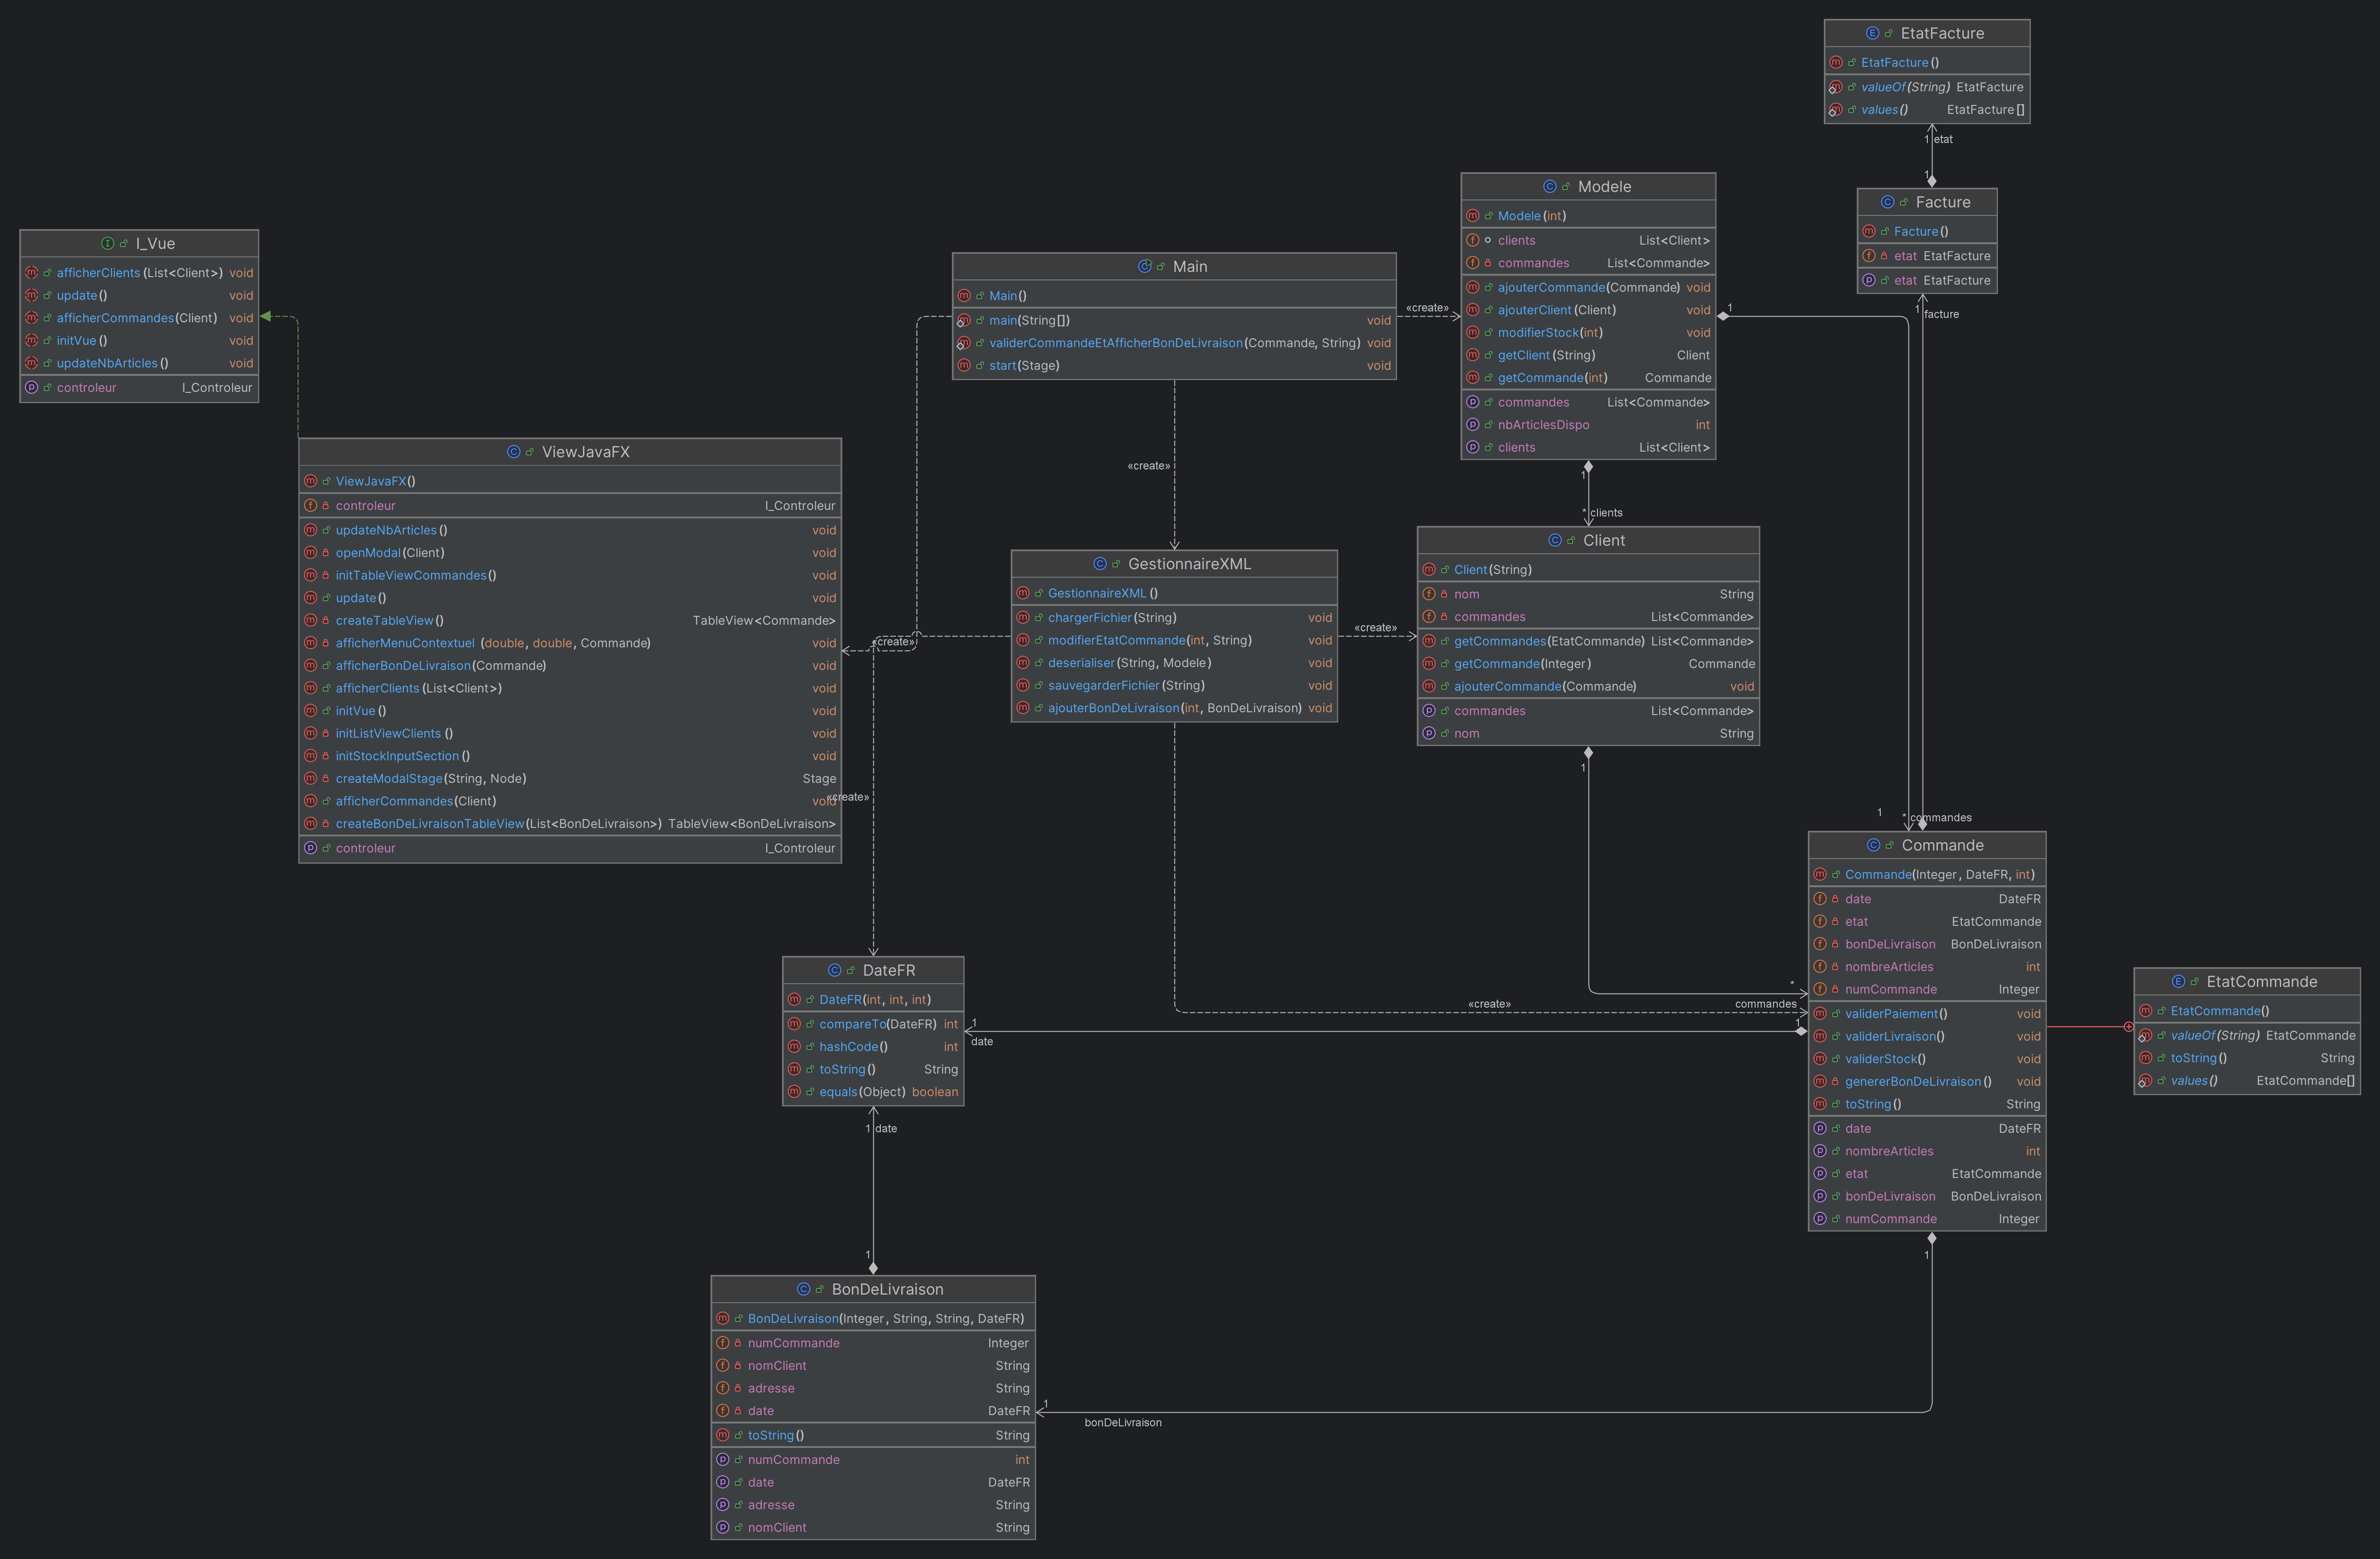 EtatFacture
EtatFacture()
valueOf(String) EtatFacture
values() EtatFacture[]
1 etat
1
Facture
Facture()
etat EtatFacture
etat EtatFacture
1 facture
Modele
Modele(int)
clients List<Client>
commandes List<Commande>
ajouterCommande(Commande) void
ajouterClient(Client) void
modifierStock(int) void
getClient(String) Client
getCommande(int) Commande
commandes List<Commande>
nbArticlesDispo int
clients List<Client>
1
1
* clients
I_Vue
afficherClients(List<Client>) void
update() void
afficherCommandes(Client) void
initVue() void
updateNbArticles() void
controleur I_Controleur
Main
Main()
main(String[]) void
validerCommandeEtAfficherBonDeLivraison(Commande, String) void
start(Stage) void
«create»
«create»
ViewJavaFX
ViewJavaFX()
controleur I_Controleur
updateNbArticles() void
openModal(Client) void
initTableViewCommandes() void
update() void
createTableView() TableView<Commande>
afficherMenuContextuel(double, double, Commande) void
afficherBonDeLivraison(Commande) void
afficherClients(List<Client>) void
initVue() void
initListViewClients() void
initStockInputSection() void
createModalStage(String, Node) Stage
afficherCommandes(Client) void
createBonDeLivraisonTableView(List<BonDeLivraison>) TableView<BonDeLivraison>
controleur I_Controleur
«create»
«create»
GestionnaireXML
GestionnaireXML()
chargerFichier(String) void
modifierEtatCommande(int, String) void
deserialiser(String, Modele) void
sauvegarderFichier(String) void
ajouterBonDeLivraison(int, BonDeLivraison) void
«create»
Client
Client(String)
nom String
commandes List<Commande>
getCommandes(EtatCommande) List<Commande>
getCommande(Integer) Commande
ajouterCommande(Commande) void
commandes List<Commande>
nom String
1
1
* commandes
Commande
Commande(Integer, DateFR, int)
date DateFR
etat EtatCommande
bonDeLivraison BonDeLivraison
nombreArticles int
numCommande Integer
validerPaiement() void
validerLivraison() void
validerStock() void
genererBonDeLivraison() void
toString() String
date DateFR
nombreArticles int
etat EtatCommande
bonDeLivraison BonDeLivraison
numCommande Integer
*
commandes
«create»
1
1
EtatCommande
EtatCommande()
valueOf(String) EtatCommande
toString() String
values() EtatCommande[]
DateFR
DateFR(int, int, int)
compareTo(DateFR) int
hashCode() int
toString() String
equals(Object) boolean
1
date
1 date
1
BonDeLivraison
BonDeLivraison(Integer, String, String, DateFR)
numCommande Integer
nomClient String
adresse String
date DateFR
toString() String
numCommande int
date DateFR
adresse String
nomClient String
1
bonDeLivraison